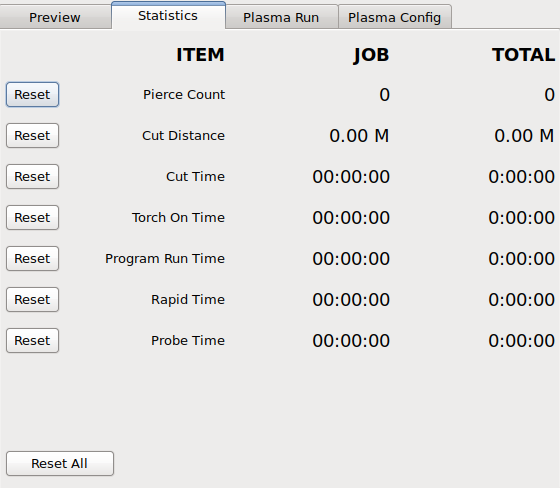 Preview Statistics Plasma Run Plasma Config
ITEM JOB TOTAL
Reset Pierce Count 0 0
Reset Cut Distance 0.00 M 0.00 M
Reset Cut Time 00:00:00 0:00:00
Reset Torch On Time 00:00:00 0:00:00
Reset Program Run Time 00:00:00 0:00:00
Reset Rapid Time 00:00:00 0:00:00
Reset Probe Time 00:00:00 0:00:00
Reset All